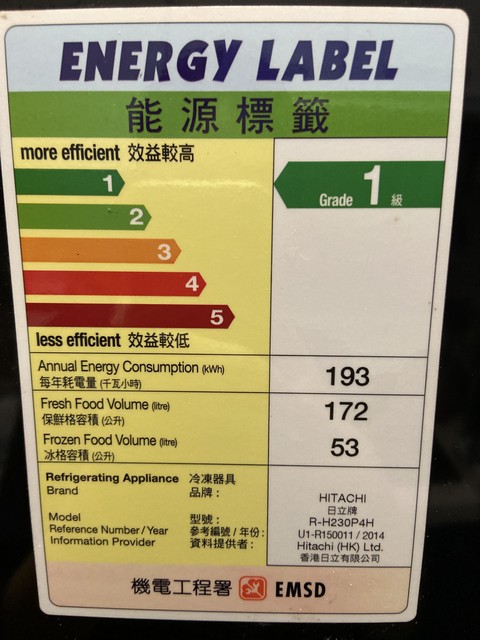 ENERGY LABEL
能源標籤
more efficient 效益較高
1
2
3
4
5
less efficient 效益較低
Grade 1 級
Annual Energy Consumption (kWh)
每年耗電量 (千瓦小時)
193
Fresh Food Volume (litre)
保鮮格容積 (公升)
172
Frozen Food Volume (litre)
冰格容積 (公升)
53
Refrigerating Appliance 冷凍器具
Brand 品牌 :
HITACHI
日立牌
Model 型號 :
R-H230P4H
Reference Number / Year 參考編號 / 年份 :
U1-R150011 / 2014
Information Provider 資料提供者 :
Hitachi (HK) Ltd.
香港日立有限公司
機電工程署 EMSD